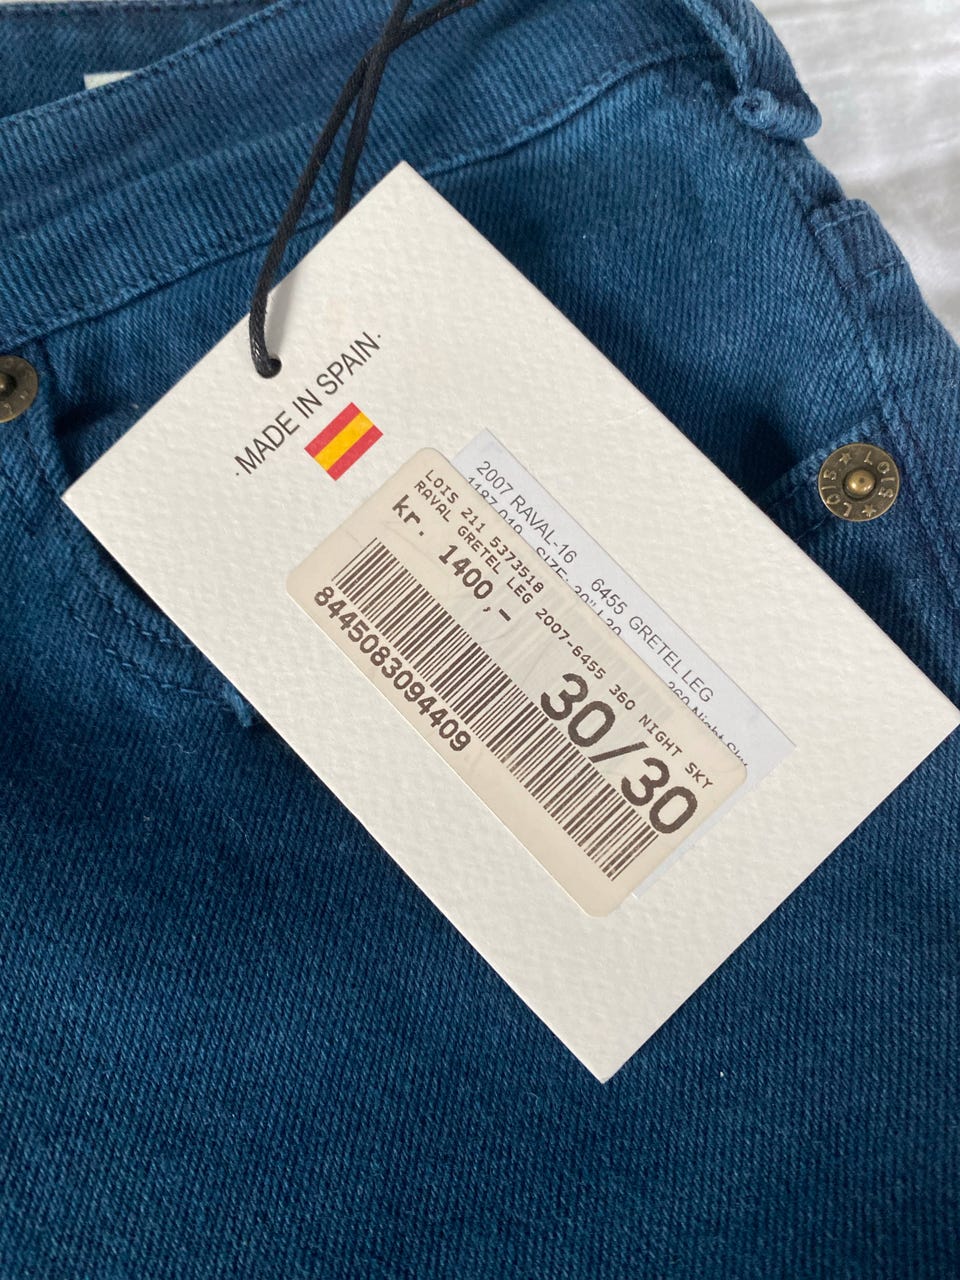 · MADE IN SPAIN ·
2007 RAVAL-16 6455 GRETEL LEG
LOIS 211 5373518
RAVAL GRETEL LEG 2007-6455 360 NIGHT SKY
kr. 1400,-
30/30
8445083094409
LOIS ★ LOIS ★